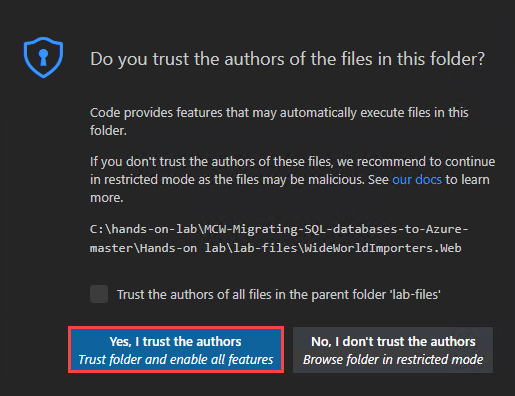 Do you trust the authors of the files in this folder?
Code provides features that may automatically execute files in this
folder.
If you don't trust the authors of these files, we recommend to continue
in restricted mode as the files may be malicious. See our docs to learn
more.
C:\hands-on-lab\MCW-Migrating-SQL-databases-to-Azure-
master\Hands-on lab\lab-files\WideWorldImporters.Web
Trust the authors of all files in the parent folder 'lab-files'
Yes, I trust the authors
Trust folder and enable all features
No, I don't trust the authors
Browse folder in restricted mode